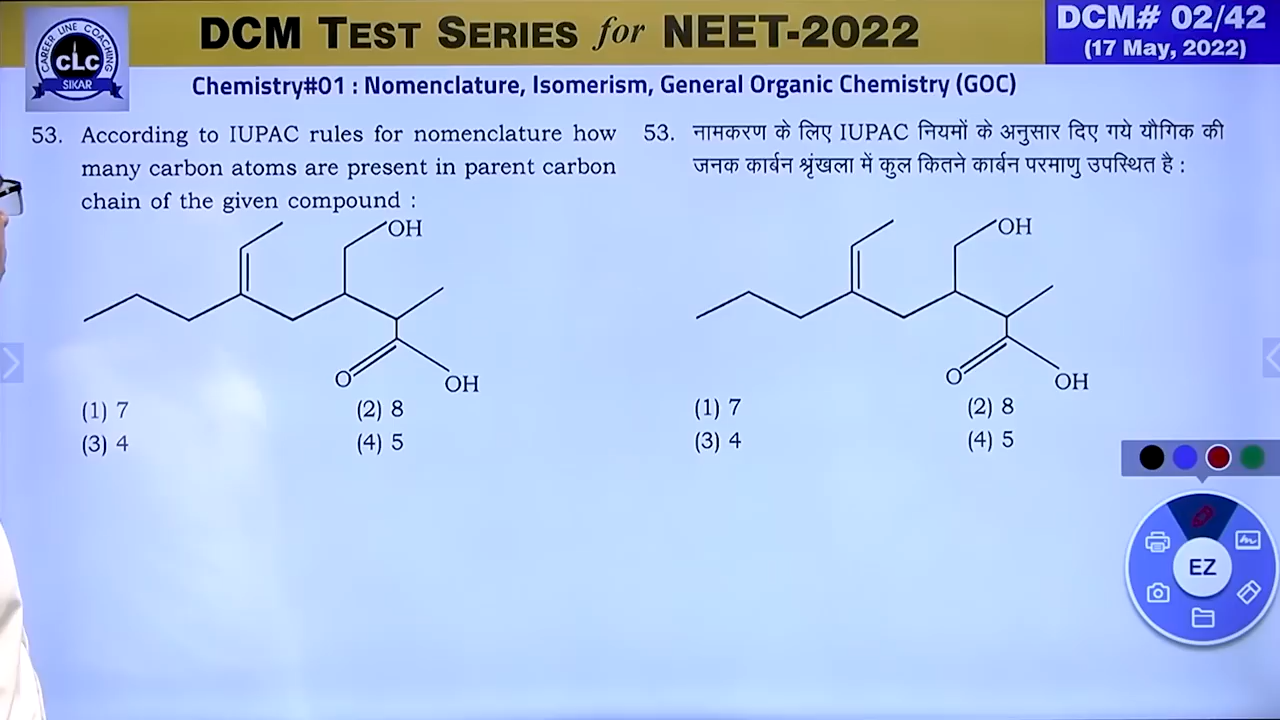 CAREER LINE COACHING
CLC
SIKAR
DCM TEST SERIES for NEET-2022
DCM# 02/42
(17 May, 2022)
Chemistry#01 : Nomenclature, Isomerism, General Organic Chemistry (GOC)
53. According to IUPAC rules for nomenclature how
many carbon atoms are present in parent carbon
chain of the given compound :
OH
O
OH
(1) 7 (2) 8
(3) 4 (4) 5
53. नामकरण के लिए IUPAC नियमों के अनुसार दिए गये यौगिक की
जनक कार्बन श्रृंखला में कुल कितने कार्बन परमाणु उपस्थित है :
OH
O
OH
(1) 7 (2) 8
(3) 4 (4) 5
EZ